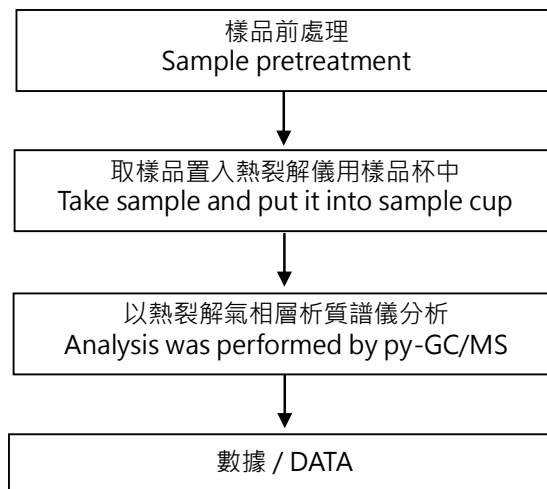 樣品前處理
Sample pretreatment
取樣品置入熱裂解儀用樣品杯中
Take sample and put it into sample cup
以熱裂解氣相層析質譜儀分析
Analysis was performed by py-GC/MS
數據 / DATA